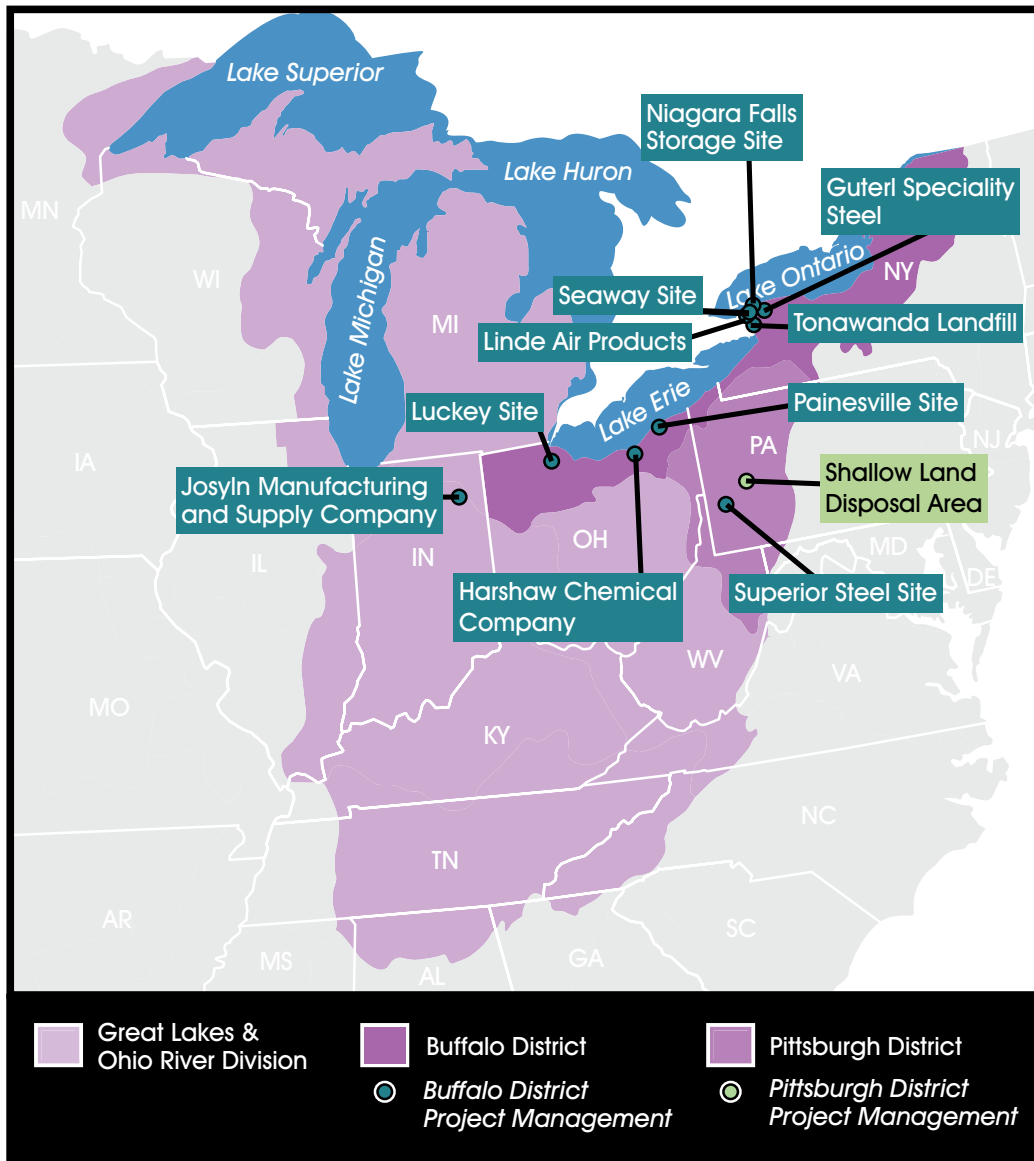 Lake Superior
Niagara Falls
Storage Site
Lake Huron
Guterl Speciality
Steel
MN
WI
Lake Michigan
MI
Lake Ontario
NY
Seaway Site
Linde Air Products
Tonawanda Landfill
Lake Erie
Luckey Site
Painesville Site
IA
PA
NJ
Josyln Manufacturing
and Supply Company
Shallow Land
Disposal Area
IL
IN
OH
MD
DE
Harshaw Chemical
Company
Superior Steel Site
WV
VA
MO
KY
NC
TN
AR
SC
MS
AL
GA
Great Lakes &
Ohio River Division
Buffalo District
Pittsburgh District
Buffalo District
Project Management
Pittsburgh District
Project Management